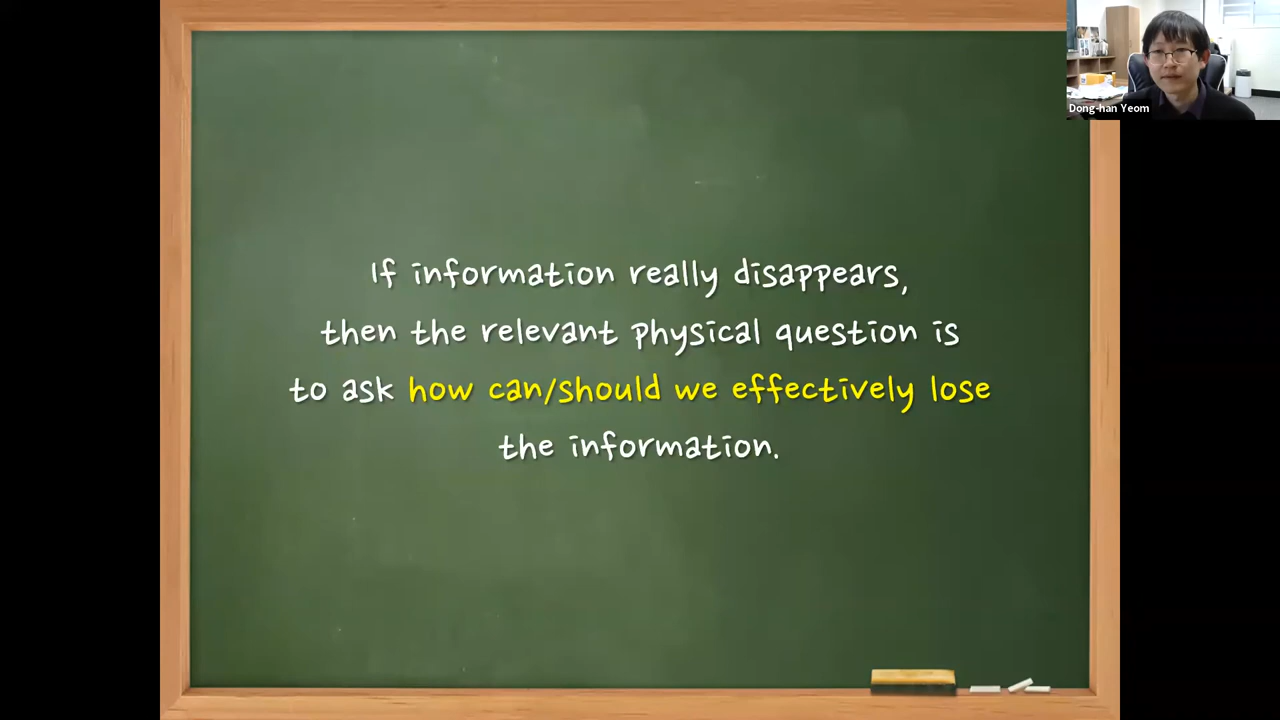 Dong-han Yeom
If information really disappears,
then the relevant physical question is
to ask how can/should we effectively lose
the information.